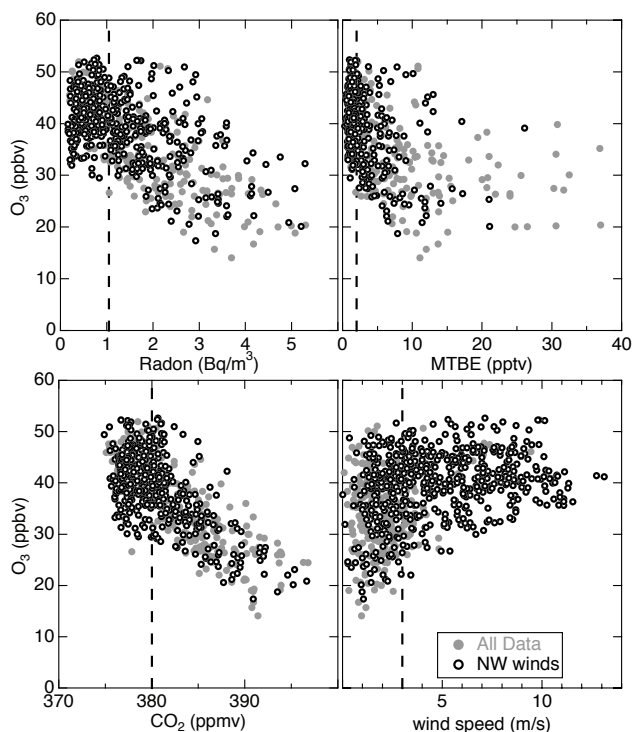 60
50
40
30
20
10
0
O3 (ppbv)
0 1 2 3 4 5
Radon (Bq/m³)
0 10 20 30 40
MTBE (pptv)
60
50
40
30
20
10
0
O3 (ppbv)
370 380 390
CO2 (ppmv)
All Data
NW winds
5 10
wind speed (m/s)